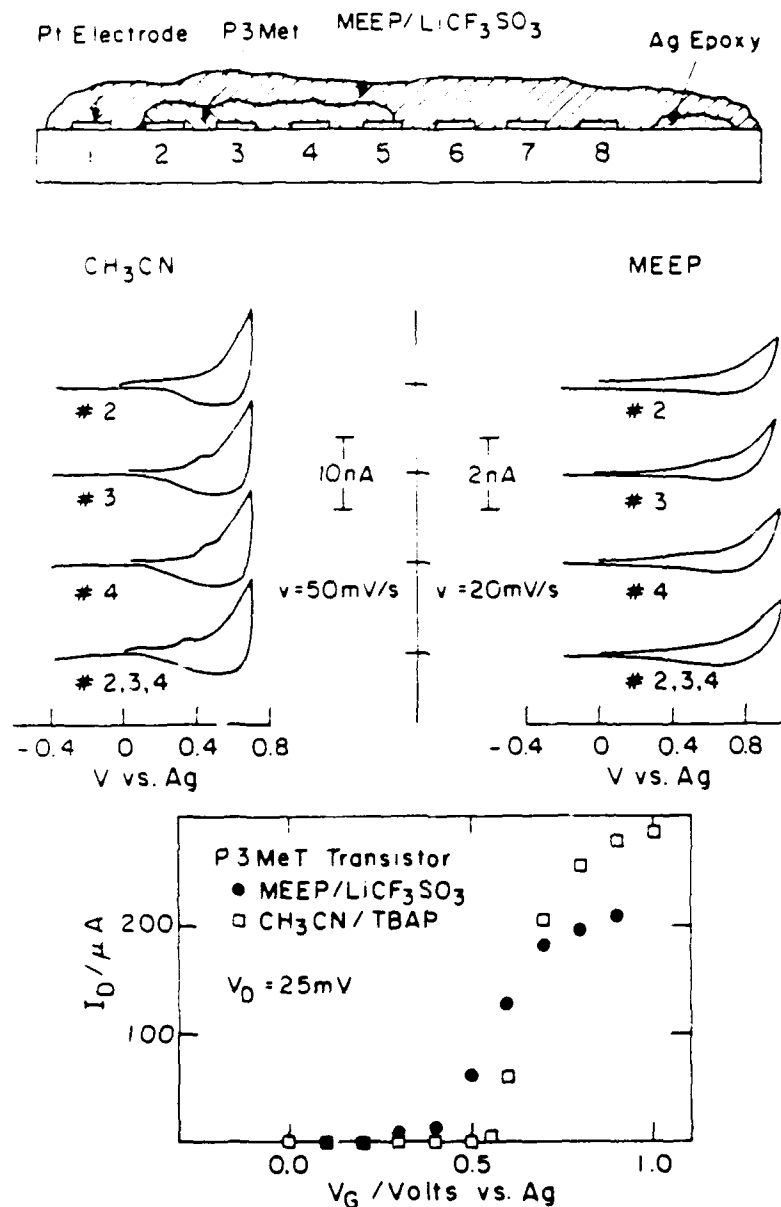 Pt Electrode P3Met MEEP/LiCF₃SO₃ Ag Epoxy
1 2 3 4 5 6 7 8
CH₃CN MEEP
# 2 # 2
# 3 10nA 2nA # 3
# 4 v=50mV/s v=20mV/s # 4
# 2,3,4 # 2,3,4
-0.4 0 0.4 0.8 -0.4 0 0.4 0.8
V vs. Ag V vs. Ag
P3MeT Transistor
● MEEP/LiCF₃SO₃
□ CH₃CN/TBAP
V_D = 25mV
I_D/μA
200
100
0.0 0.5 1.0
V_G /Volts vs. Ag